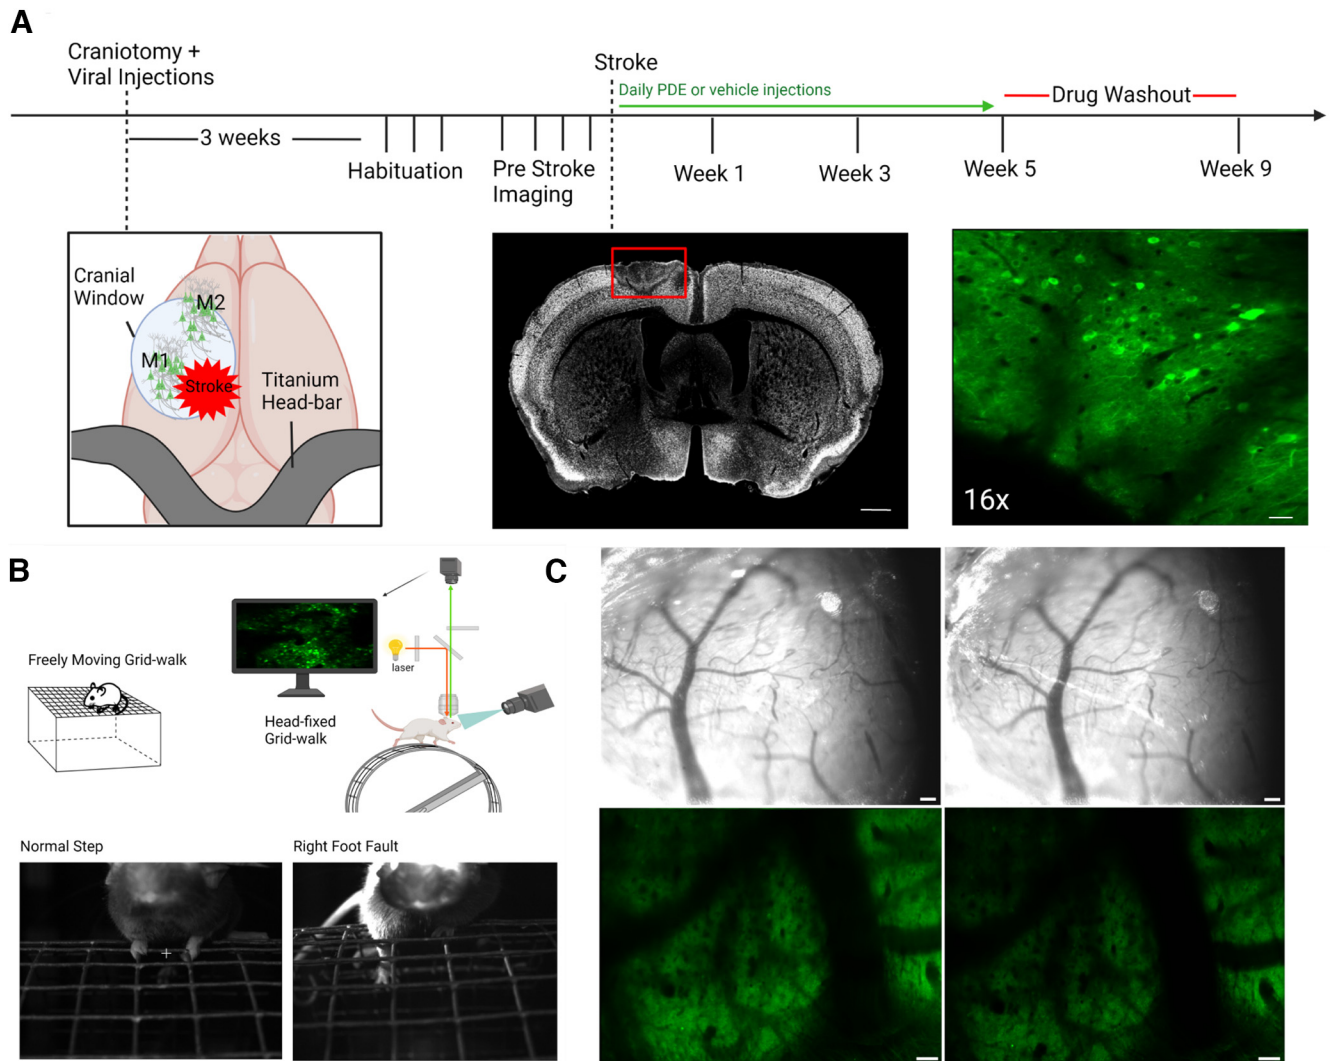 A
Craniotomy +
Viral Injections
Stroke
Daily PDE or vehicle injections
Drug Washout
3 weeks
Habituation
Pre Stroke
Imaging
Week 1
Week 3
Week 5
Week 9
Cranial
Window
M2
M1
Stroke
Titanium
Head-bar
16x
B
Freely Moving Grid-walk
laser
Head-fixed
Grid-walk
Normal Step
Right Foot Fault
C